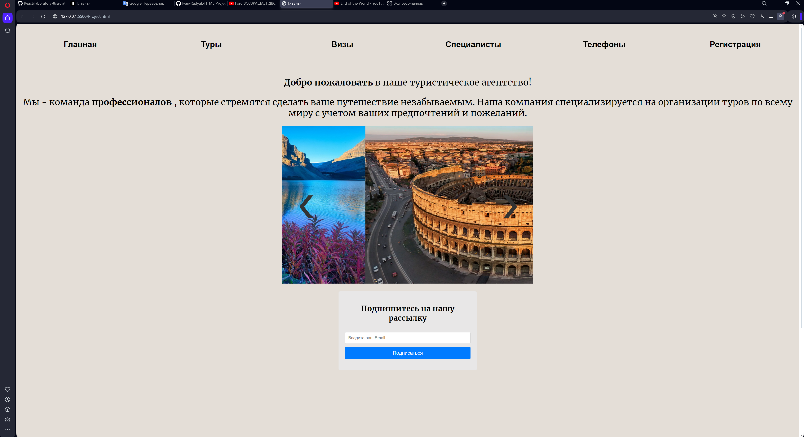 Главная Туры Визы Специалисты Телефоны Регистрация
Добро пожаловать в наше туристическое агентство!
Мы - команда профессионалов , которые стремятся сделать ваше путешествие незабываемым. Наша компания специализируется на организации туров по всему
миру с учетом ваших предпочтений и пожеланий.
Подпишитесь на нашу
рассылку
Подписаться